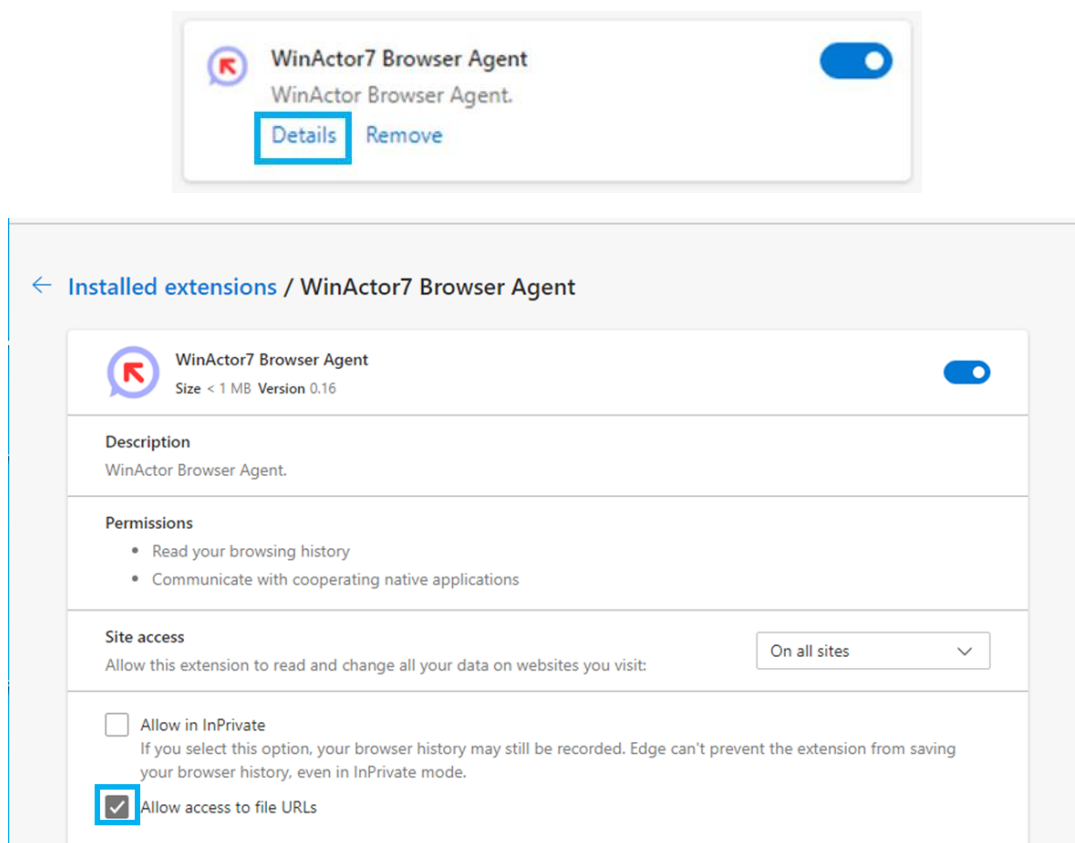 WinActor7 Browser Agent
WinActor Browser Agent.
Details Remove
Installed extensions / WinActor7 Browser Agent
WinActor7 Browser Agent
Size < 1 MB Version 0.16
Description
WinActor Browser Agent.
Permissions
Read your browsing history
Communicate with cooperating native applications
Site access
Allow this extension to read and change all your data on websites you visit:
On all sites
Allow in InPrivate
If you select this option, your browser history may still be recorded. Edge can't prevent the extension from saving
your browser history, even in InPrivate mode.
Allow access to file URLs